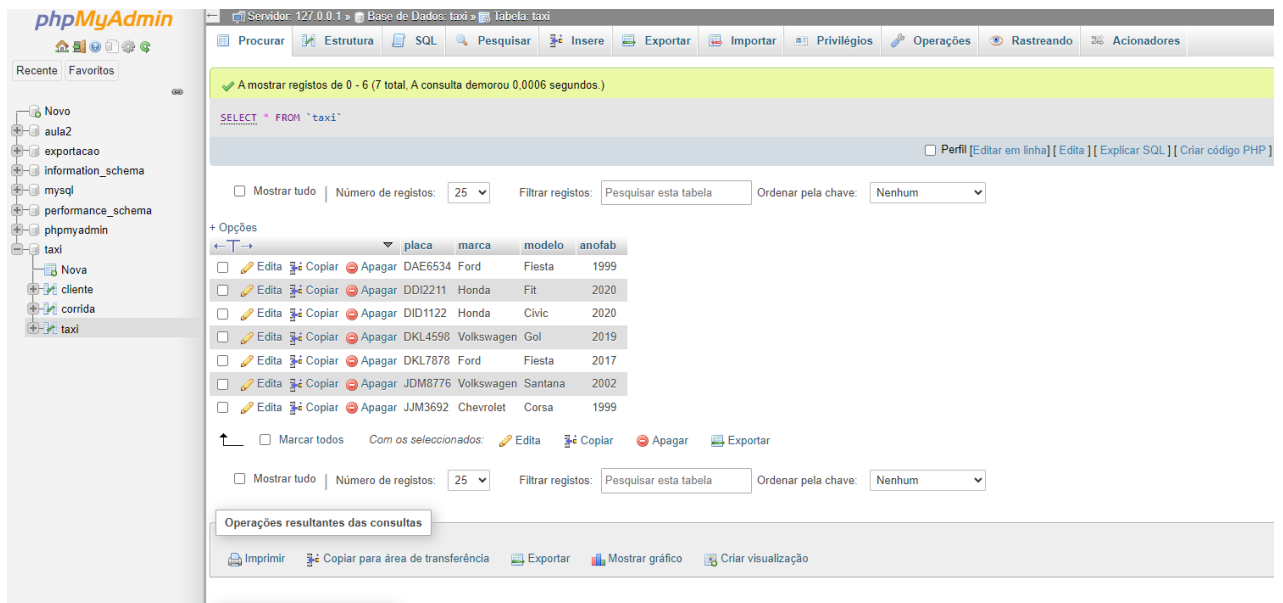 phpMyAdmin
Recente Favoritos
Novo
aula2
exportacao
information_schema
mysql
performance_schema
phpmyadmin
taxi
Nova
cliente
corrida
taxi
Servidor: 127.0.0.1 » Base de Dados: taxi » Tabela: taxi
Procurar Estrutura SQL Pesquisar Insere Exportar Importar Privilégios Operações Rastreando Acionadores
A mostrar registos de 0 - 6 (7 total, A consulta demorou 0,0006 segundos.)
SELECT * FROM `taxi`
Perfil [Editar em linha] [ Edita ] [ Explicar SQL ] [ Criar código PHP ]
Mostrar tudo | Número de registos: 25 Filtrar registos: Pesquisar esta tabela Ordenar pela chave: Nenhum
+ Opções
←T→ placa marca modelo anofab
Edita Copiar Apagar DAE6534 Ford Fiesta 1999
Edita Copiar Apagar DDI2211 Honda Fit 2020
Edita Copiar Apagar DID1122 Honda Civic 2020
Edita Copiar Apagar DKL4598 Volkswagen Gol 2019
Edita Copiar Apagar DKL7878 Ford Fiesta 2017
Edita Copiar Apagar JDM8776 Volkswagen Santana 2002
Edita Copiar Apagar JJM3692 Chevrolet Corsa 1999
Marcar todos Com os seleccionados: Edita Copiar Apagar Exportar
Mostrar tudo | Número de registos: 25 Filtrar registos: Pesquisar esta tabela Ordenar pela chave: Nenhum
Operações resultantes das consultas
Imprimir Copiar para área de transferência Exportar Mostrar gráfico Criar visualização